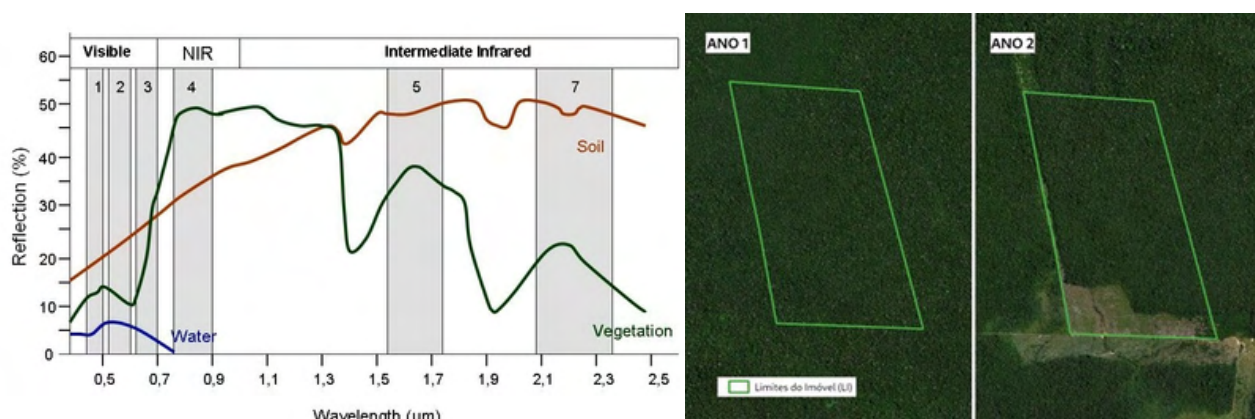 Visible NIR Intermediate Infrared
60
50
40
30
20
10
0
Reflection (%)
1 2 3 4 5 7
Soil
Water
Vegetation
0,5 0,7 0,9 1,1 1,3 1,5 1,7 1,9 2,1 2,3 2,5
Wavelength (µm)
ANO 1
Limites do Imóvel (LI)
ANO 2